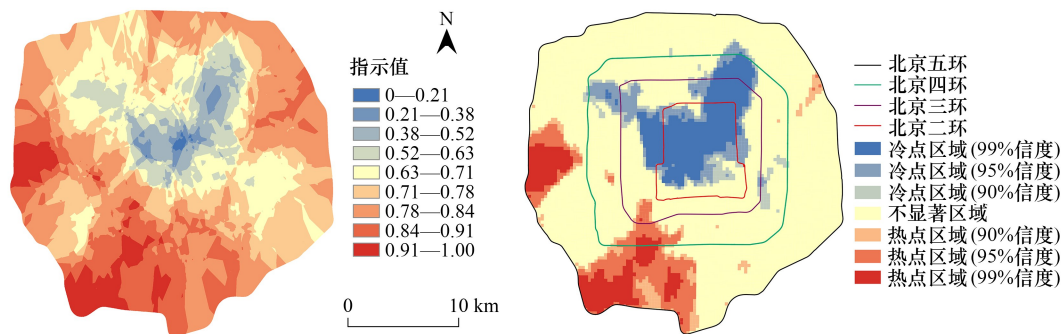 N
指示值
0—0.21
0.21—0.38
0.38—0.52
0.52—0.63
0.63—0.71
0.71—0.78
0.78—0.84
0.84—0.91
0.91—1.00
0 10 km
北京五环
北京四环
北京三环
北京二环
冷点区域(99%信度)
冷点区域(95%信度)
冷点区域(90%信度)
不显著区域
热点区域(90%信度)
热点区域(95%信度)
热点区域(99%信度)